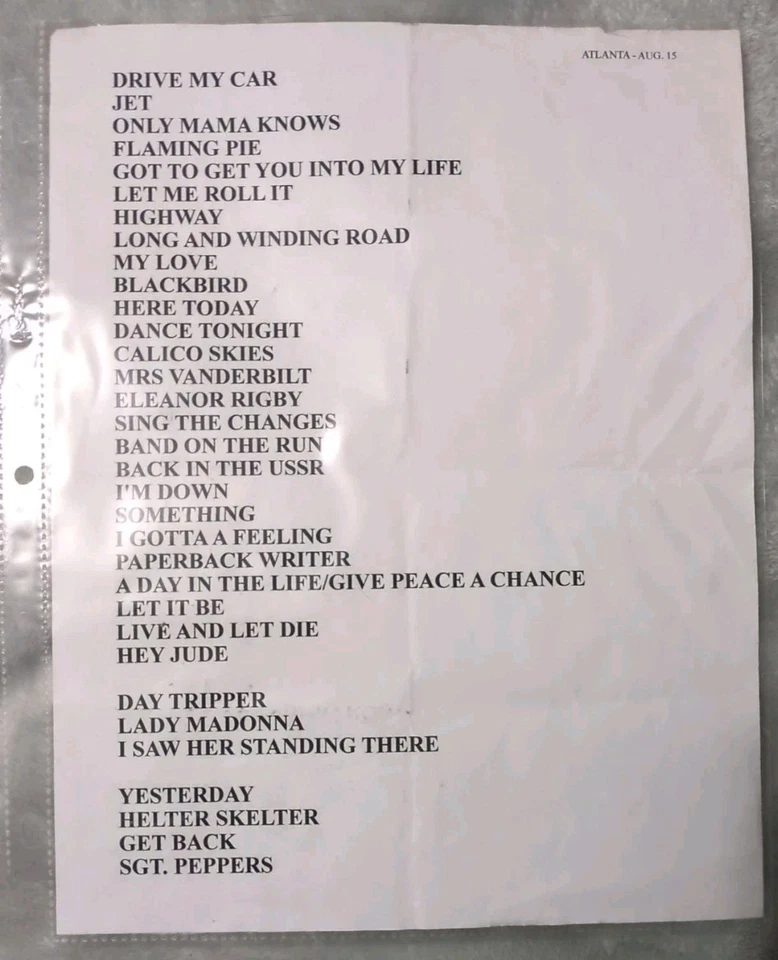 ATLANTA - AUG. 15
DRIVE MY CAR
JET
ONLY MAMA KNOWS
FLAMING PIE
GOT TO GET YOU INTO MY LIFE
LET ME ROLL IT
HIGHWAY
LONG AND WINDING ROAD
MY LOVE
BLACKBIRD
HERE TODAY
DANCE TONIGHT
CALICO SKIES
MRS VANDERBILT
ELEANOR RIGBY
SING THE CHANGES
BAND ON THE RUN
BACK IN THE USSR
I'M DOWN
SOMETHING
I GOTTA A FEELING
PAPERBACK WRITER
A DAY IN THE LIFE/GIVE PEACE A CHANCE
LET IT BE
LIVE AND LET DIE
HEY JUDE
DAY TRIPPER
LADY MADONNA
I SAW HER STANDING THERE
YESTERDAY
HELTER SKELTER
GET BACK
SGT. PEPPERS